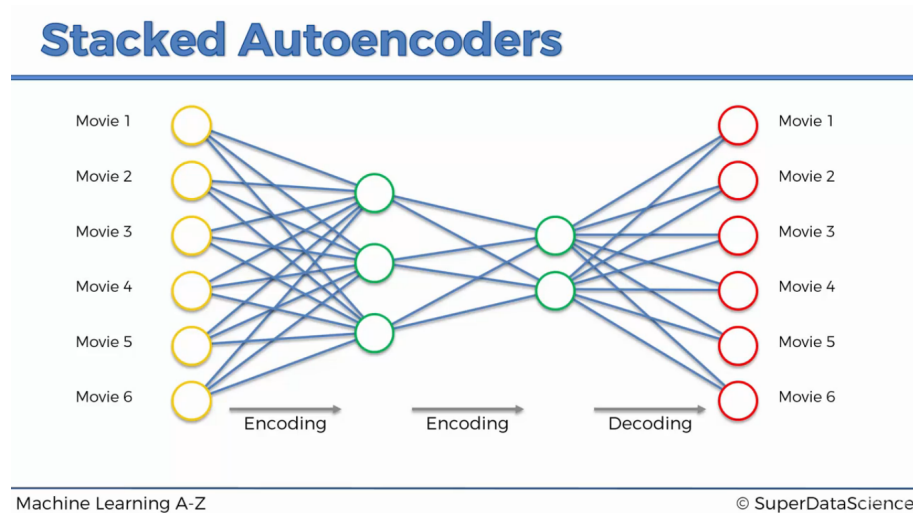 Stacked Autoencoders
Movie 1
Movie 2
Movie 3
Movie 4
Movie 5
Movie 6
Movie 1
Movie 2
Movie 3
Movie 4
Movie 5
Movie 6
Encoding
Encoding
Decoding
Machine Learning A-Z
© SuperDataScience